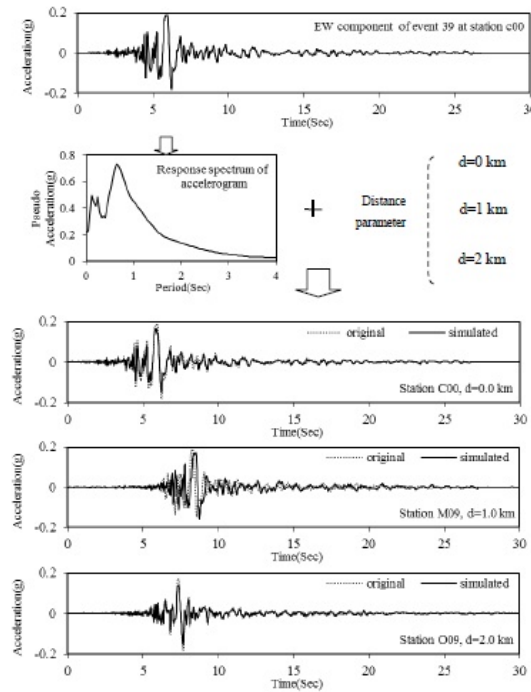 0.2
EW component of event 39 at station c00
0
-0.2
Acceleration(g)
0 5 10 15 20 25 30
Time(Sec)
0.8
Response spectrum of
accelerogram
0.6
0.4
0.2
0
Pseudo
Acceleration(g)
0 1 2 3 4
Period(Sec)
+
Distance
parameter
d=0 km
d=1 km
d=2 km
0.2
original simulated
0
-0.2
Acceleration(g)
Station C00, d=0.0 km
0 5 10 15 20 25 30
Time(Sec)
0.2
original simulated
0
-0.2
Acceleration(g)
Station M09, d=1.0 km
0 5 10 15 20 25 30
Time(Sec)
0.2
original simulated
0
-0.2
Acceleration(g)
Station O09, d=2.0 km
0 5 10 15 20 25 30
Time(Sec)